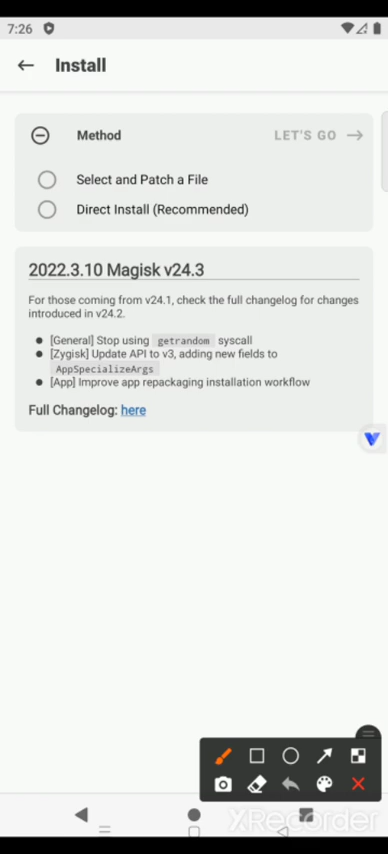 7:26
Install
Method
LET'S GO
Select and Patch a File
Direct Install (Recommended)
2022.3.10 Magisk v24.3
For those coming from v24.1, check the full changelog for changes
introduced in v24.2.
[General] Stop using getrandom syscall
[Zygisk] Update API to v3, adding new fields to
AppSpecializeArgs
[App] Improve app repackaging installation workflow
Full Changelog: here
XRecorder